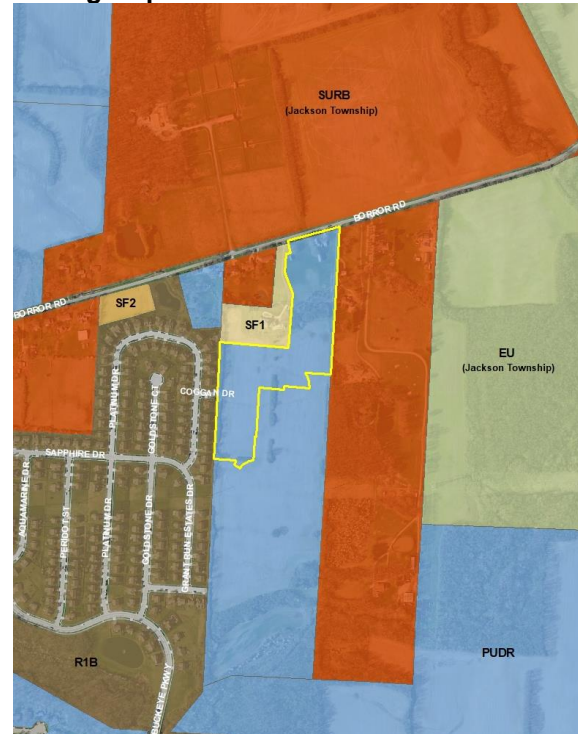 SURB
(Jackson Township)
BORROR RD
BORROR RD
SF2
SF1
EU
(Jackson Township)
COGGAN DR
PLATINUM DR
GOLDSTONE CT
SAPPHIRE DR
AQUAMARINE DR
PERIDOT ST
PLATINUM DR
GOLDSTONE DR
GRANT RUN ESTATES DR
R1B
PUDR
BUCKEYE PKWY